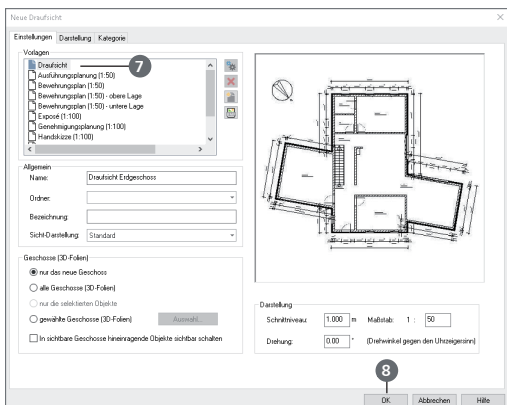 Neue Draufsicht
Einstellungen Darstellung Kategorie
Vorlagen
Draufsicht
7
Ausführungsplanung (1:50)
Bewehrungsplan (1:50)
Bewehrungsplan (1:50) - obere Lage
Bewehrungsplan (1:50) - untere Lage
Exposé (1:100)
Genehmigungsplanung (1:100)
Handskizze (1:100)
Allgemein
Name: Draufsicht Erdgeschoss
Ordner:
Bezeichnung:
Sicht-Darstellung: Standard
Geschosse (3D-Folien)
nur das neue Geschoss
alle Geschosse (3D-Folien)
nur die selektierten Objekte
gewählte Geschosse (3D-Folien) Auswahl...
In sichtbare Geschosse hineinragende Objekte sichtbar schalten
Darstellung
Schnittniveau: 1.000 m Maßstab: 1 : 50
Drehung: 0.00 ° (Drehwinkel gegen den Uhrzeigersinn)
8
OK Abbrechen Hilfe